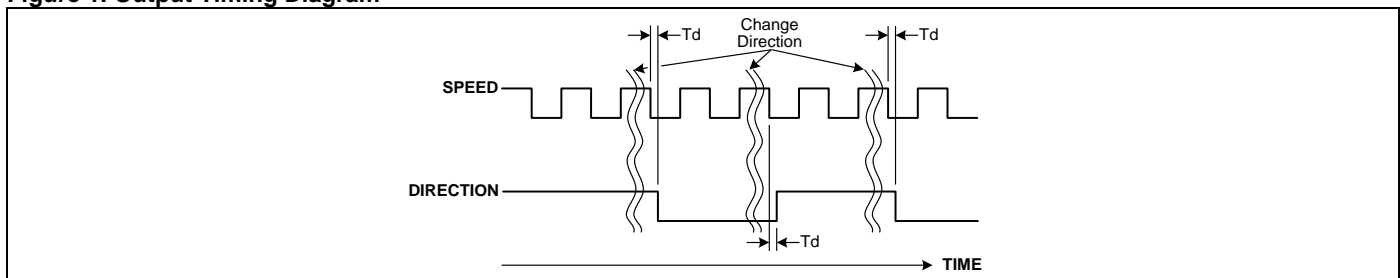 Figure 1. Output Timing Diagram
Td
Change
Direction
Td
SPEED
DIRECTION
Td
TIME